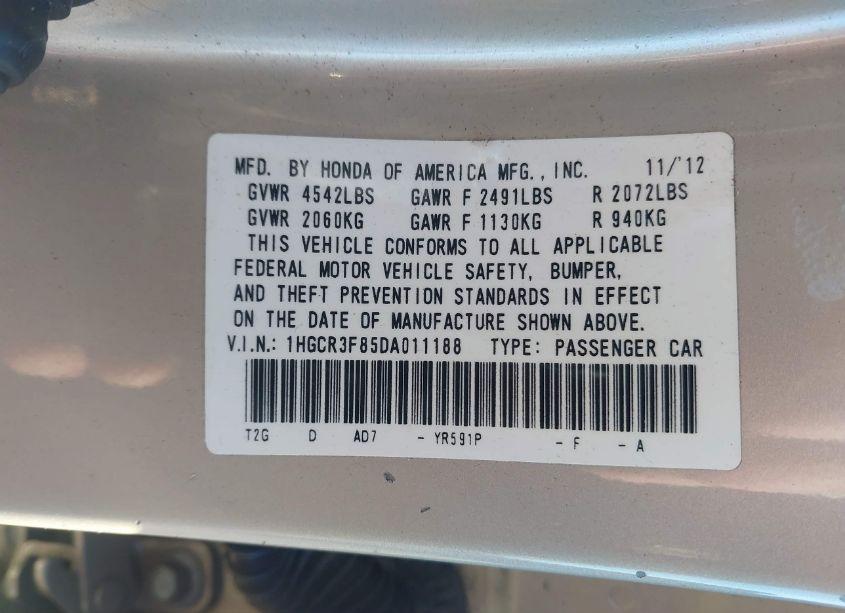 MFD. BY HONDA OF AMERICA MFG., INC. 11/'12
GVWR 4542LBS GAWR F 2491LBS R 2072LBS
GVWR 2060KG GAWR F 1130KG R 940KG
THIS VEHICLE CONFORMS TO ALL APPLICABLE
FEDERAL MOTOR VEHICLE SAFETY, BUMPER,
AND THEFT PREVENTION STANDARDS IN EFFECT
ON THE DATE OF MANUFACTURE SHOWN ABOVE.
V.I.N.: 1HGCR3F85DA011188 TYPE: PASSENGER CAR
T2G D AD7 - YR591P - F - A